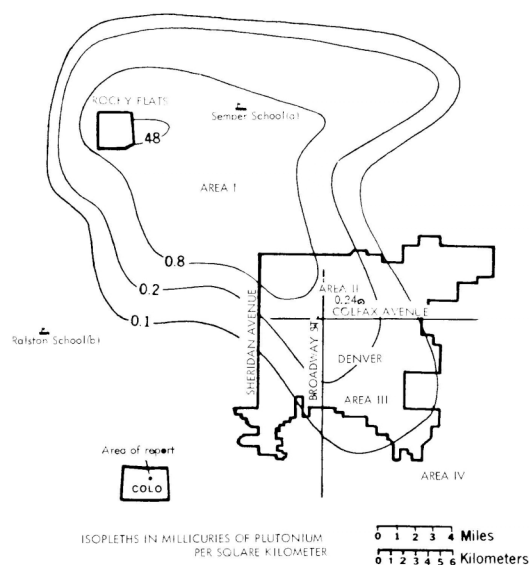 ROCKY FLATS
Semper School(a)
48
AREA I
0.8
0.2
0.1
AREA II
0.24
COLFAX AVENUE
SHERIDAN AVENUE
BROADWAY ST
Ralston School(b)
DENVER
AREA III
Area of report
COLO
AREA IV
ISOPLETHS IN MILLICURIES OF PLUTONIUM
PER SQUARE KILOMETER
0 1 2 3 4 Miles
0 1 2 3 4 5 6 Kilometers